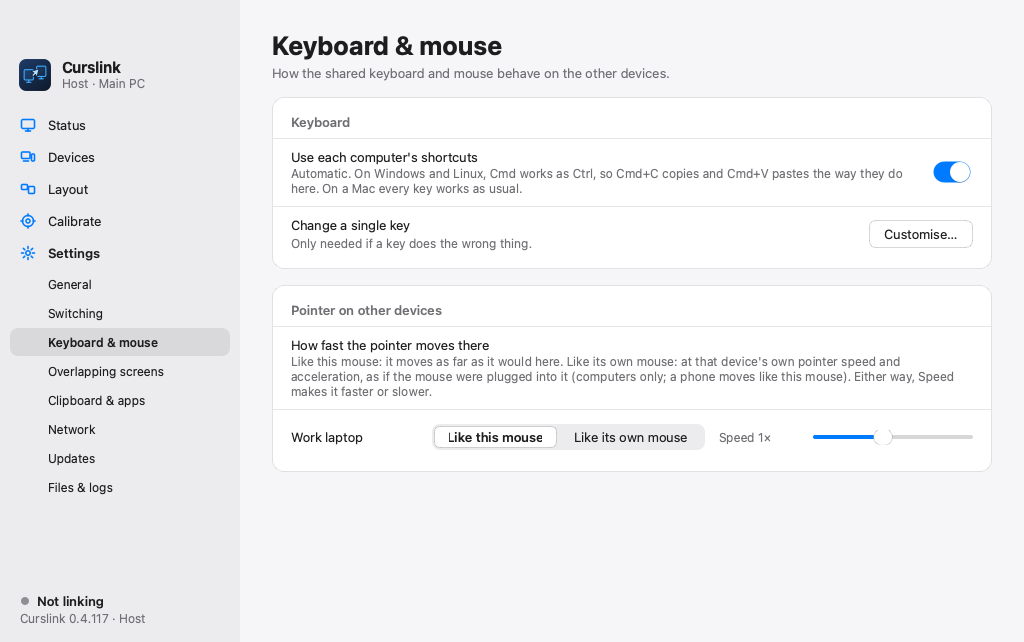 Curslink
Host · Main PC
Status
Devices
Layout
Calibrate
Settings
General
Switching
Keyboard & mouse
Overlapping screens
Clipboard & apps
Network
Updates
Files & logs
Not linking
Curslink 0.4.117 · Host
Keyboard & mouse
How the shared keyboard and mouse behave on the other devices.
Keyboard
Use each computer's shortcuts
Automatic. On Windows and Linux, Cmd works as Ctrl, so Cmd+C copies and Cmd+V pastes the way they do
here. On a Mac every key works as usual.
Change a single key
Only needed if a key does the wrong thing.
Customise...
Pointer on other devices
How fast the pointer moves there
Like this mouse: it moves as far as it would here. Like its own mouse: at that device's own pointer speed and
acceleration, as if the mouse were plugged into it (computers only; a phone moves like this mouse). Either way, Speed
makes it faster or slower.
Work laptop Like this mouse Like its own mouse Speed 1×